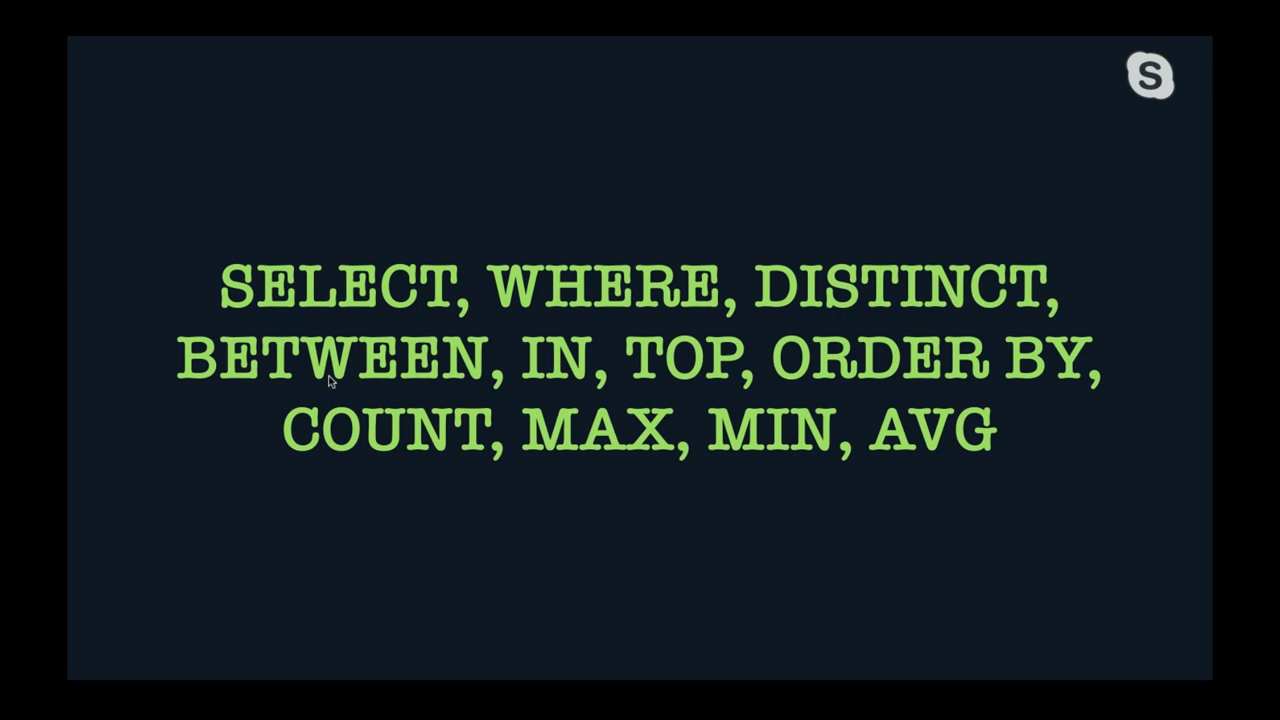 S
SELECT, WHERE, DISTINCT,
BETWEEN, IN, TOP, ORDER BY,
COUNT, MAX, MIN, AVG